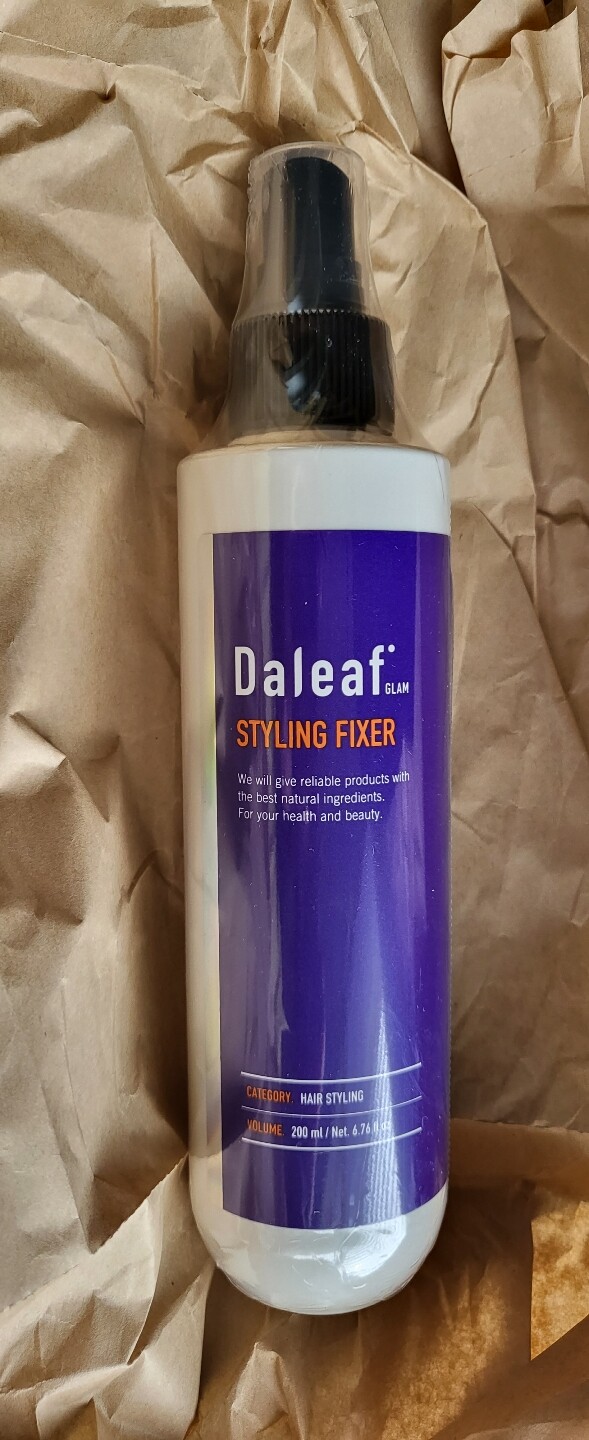 Daleaf GLAM
STYLING FIXER
We will give reliable products with
the best natural ingredients.
For your health and beauty.
CATEGORY. HAIR STYLING
VOLUME. 200 ml / Net. 6.76 fl.oz